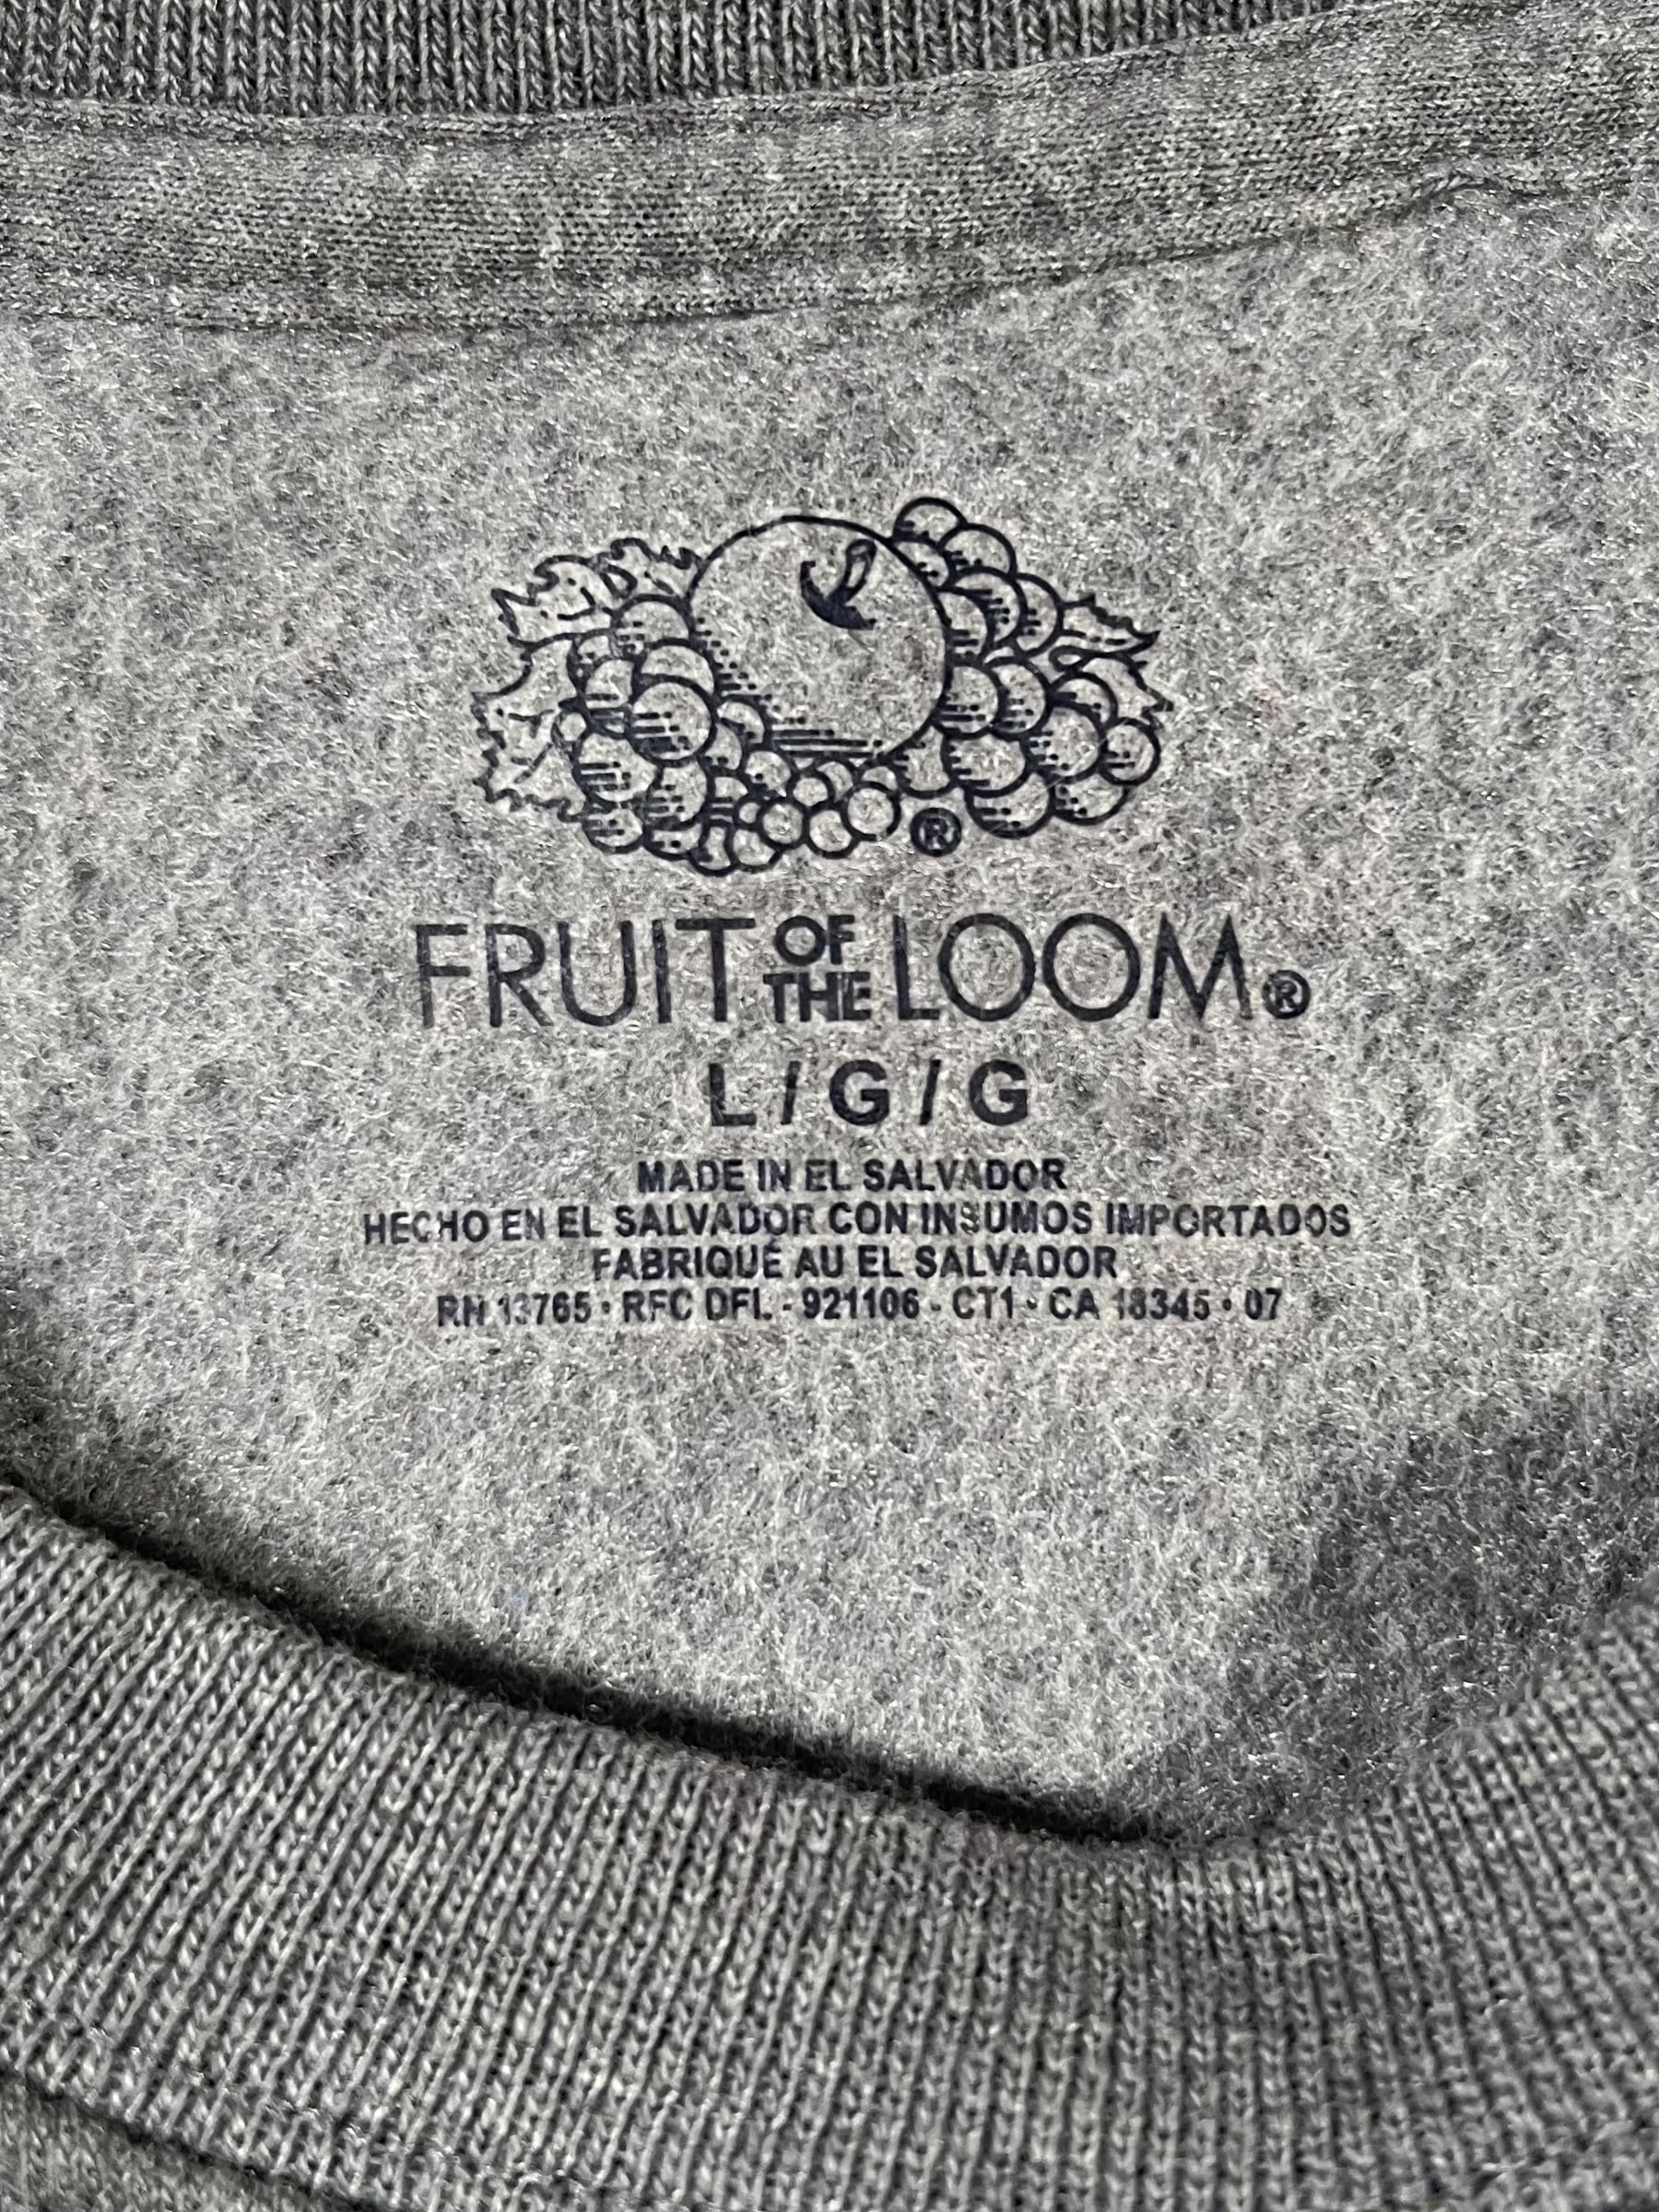 ®
FRUIT OF THE LOOM®
L / G / G
MADE IN EL SALVADOR
HECHO EN EL SALVADOR CON INSUMOS IMPORTADOS
FABRIQUÉ AU EL SALVADOR
RN 13765 • RFC DFL - 921106 - CT1 • CA 18345 • 07